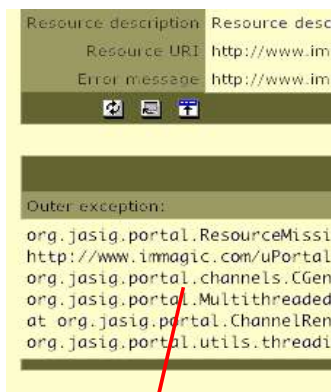 Resource description Resource desc
Resource URI http://www.im
Error message http://www.im
Outer exception:
org.jasig.portal.ResourceMissi
http://www.immagic.com/uPortal
org.jasig.portal.channels.CGen
org.jasig.portal.Multithreaded
at org.jasig.portal.ChannelRen
org.jasig.portal.utils.threadi